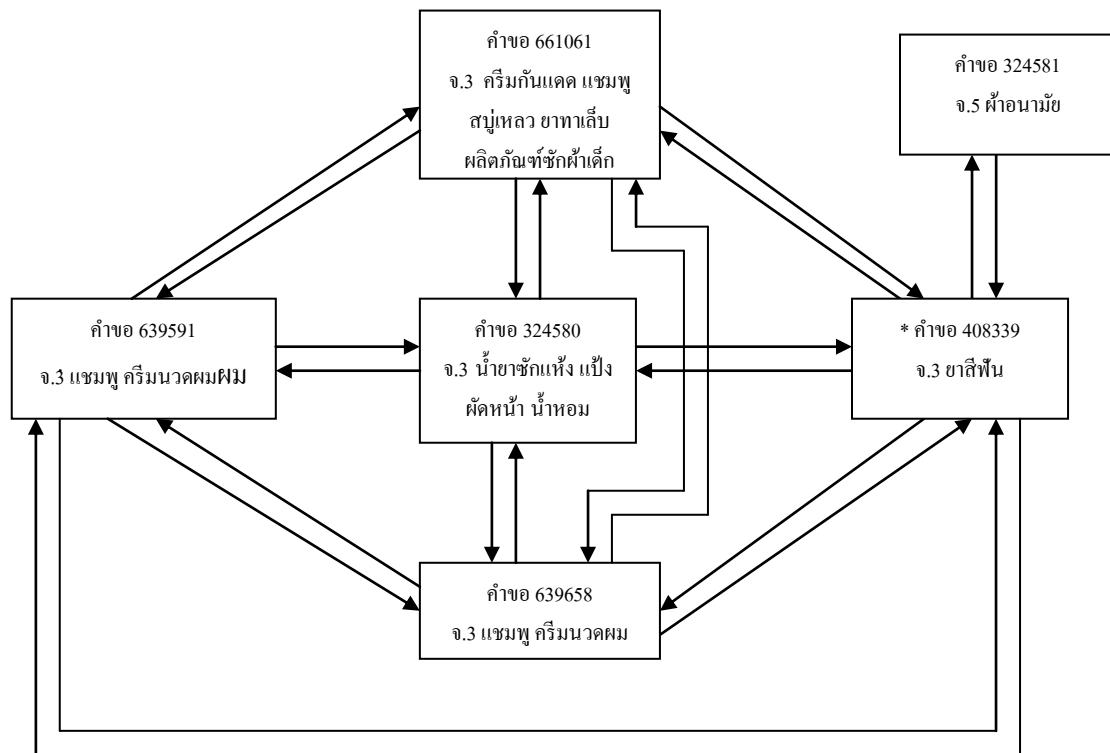 คำขอ 661061
จ.3 ครีมกันแดด แชมพู
สบู่เหลว ยาทาเล็บ
ผลิตภัณฑ์ซักผ้าเด็ก
คำขอ 324581
จ.5 ผ้าอนามัย
คำขอ 639591
จ.3 แชมพู ครีมนวดผมผม
คำขอ 324580
จ.3 น้ำยาซักแห้ง แป้ง
ผัดหน้า น้ำหอม
* คำขอ 408339
จ.3 ยาสีฟัน
คำขอ 639658
จ.3 แชมพู ครีมนวดผม